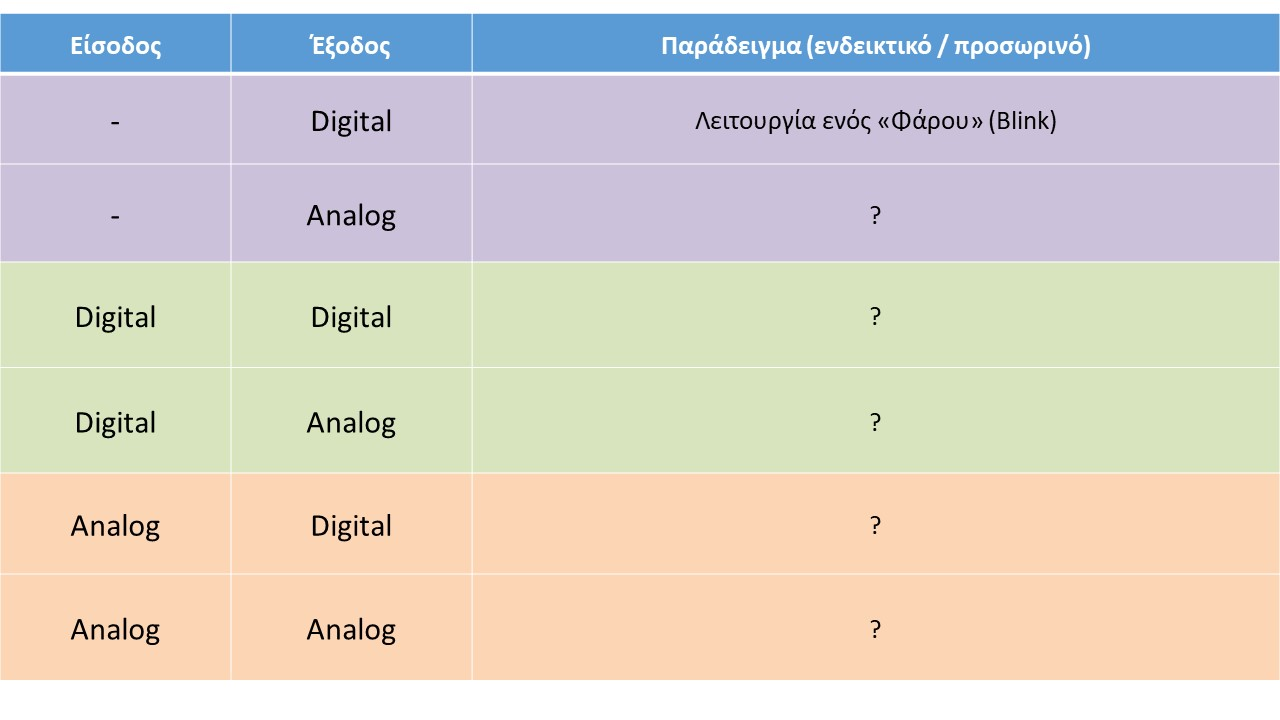 Είσοδος Έξοδος Παράδειγμα (ενδεικτικό / προσωρινό)
- Digital Λειτουργία ενός «Φάρου» (Blink)
- Analog ?
Digital Digital ?
Digital Analog ?
Analog Digital ?
Analog Analog ?